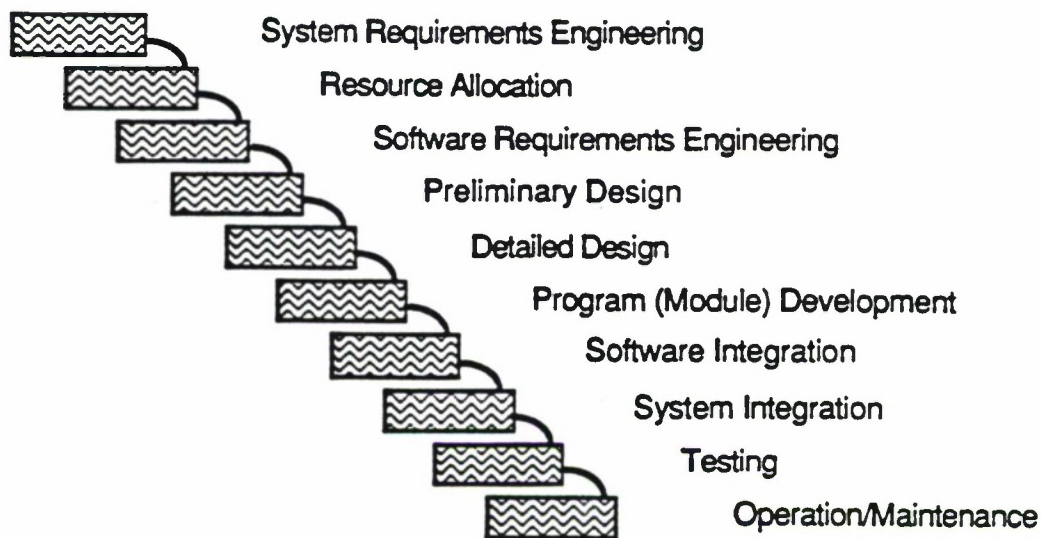 System Requirements Engineering
Resource Allocation
Software Requirements Engineering
Preliminary Design
Detailed Design
Program (Module) Development
Software Integration
System Integration
Testing
Operation/Maintenance